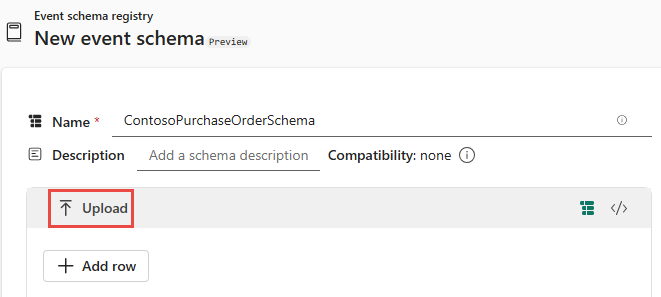 Event schema registry
New event schema Preview
Name * ContosoPurchaseOrderSchema
Description Add a schema description Compatibility: none
Upload
Add row